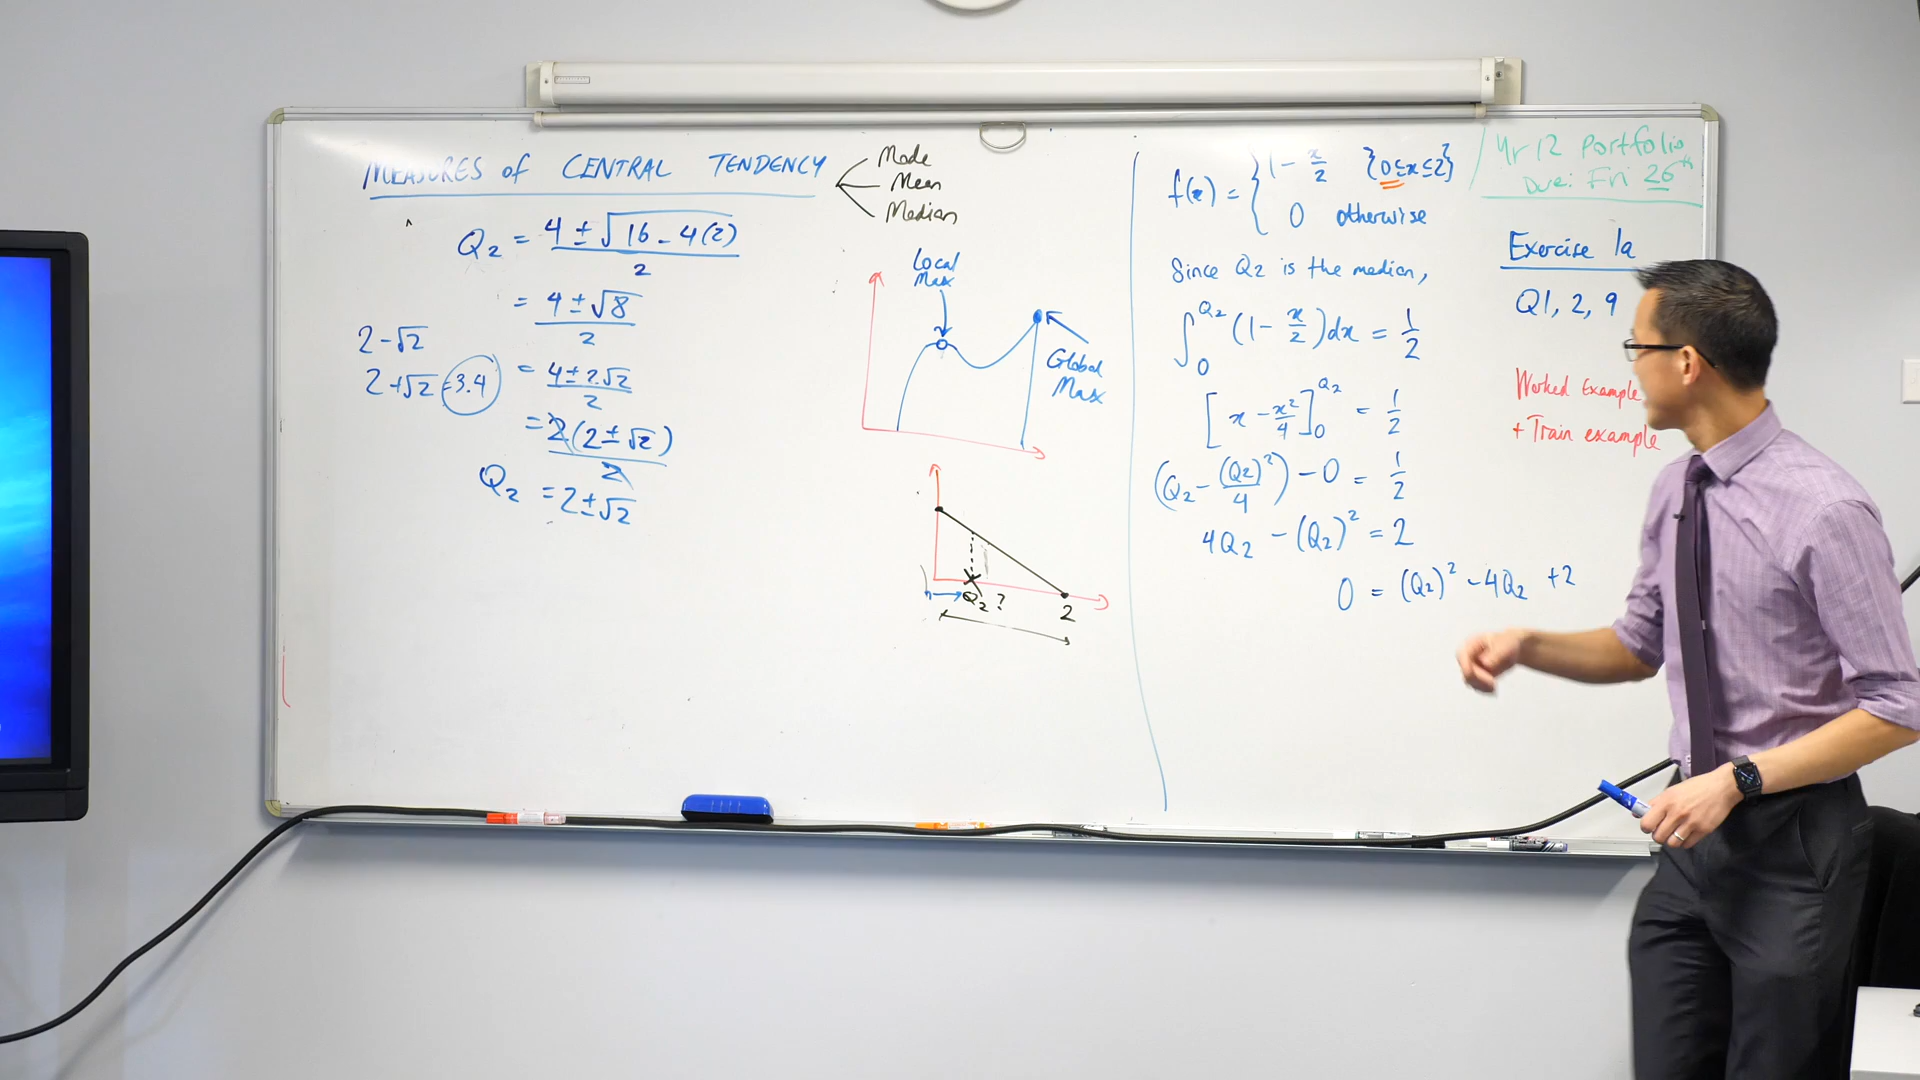 MEASURES of CENTRAL TENDENCY
Mode
Mean
Median
Q₂ = (4 ± √(16 - 4(2)))/2
= (4 ± √8)/2
= (4 ± 2√2)/2
= 2(2 ± √2)/2
Q₂ = 2 ± √2
2 - √2
2 + √2 = 3.4
Local
Max
Global
Max
Q₂ ?
2
f(x) = { 1 - x/2 {0 ≤ x ≤ 2}
0 otherwise
Since Q₂ is the median,
∫₀^Q₂ (1 - x/2) dx = 1/2
[x - x²/4]₀^Q₂ = 1/2
(Q₂ - (Q₂)²/4) - 0 = 1/2
4Q₂ - (Q₂)² = 2
0 = (Q₂)² - 4Q₂ + 2
Yr 12 Portfolio
Due: Fri 26th
Exercise 1a
Q1, 2, 9
Worked Example
+ Train example